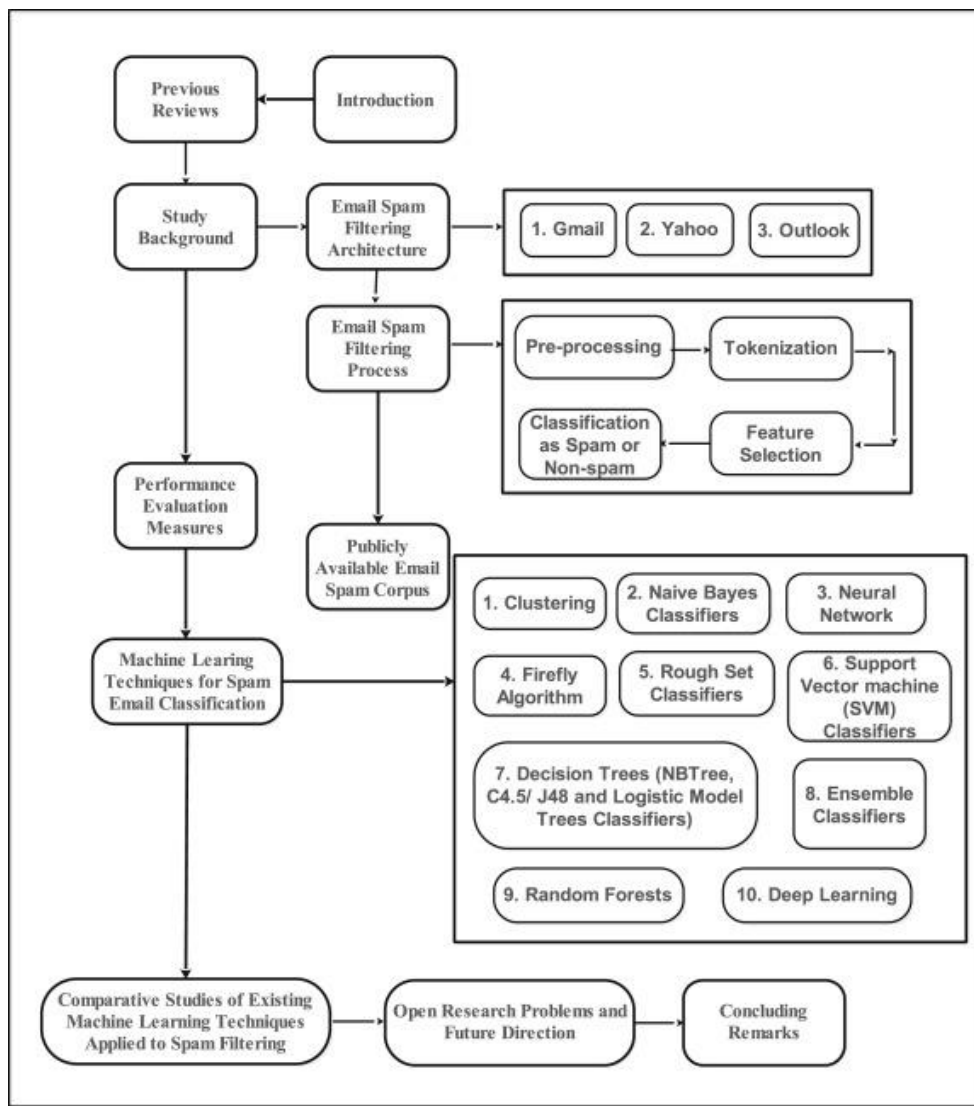 Previous
Reviews
Introduction
Study
Background
Email Spam
Filtering
Architecture
1. Gmail
2. Yahoo
3. Outlook
Email Spam
Filtering
Process
Pre-processing
Tokenization
Classification
as Spam or
Non-spam
Feature
Selection
Performance
Evaluation
Measures
Publicly
Available Email
Spam Corpus
Machine Learing
Techniques for Spam
Email Classification
1. Clustering
2. Naive Bayes
Classifiers
3. Neural
Network
4. Firefly
Algorithm
5. Rough Set
Classifiers
6. Support
Vector machine
(SVM)
Classifiers
7. Decision Trees (NBTree,
C4.5/ J48 and Logistic Model
Trees Classifiers)
8. Ensemble
Classifiers
9. Random Forests
10. Deep Learning
Comparative Studies of Existing
Machine Learning Techniques
Applied to Spam Filtering
Open Research Problems and
Future Direction
Concluding
Remarks